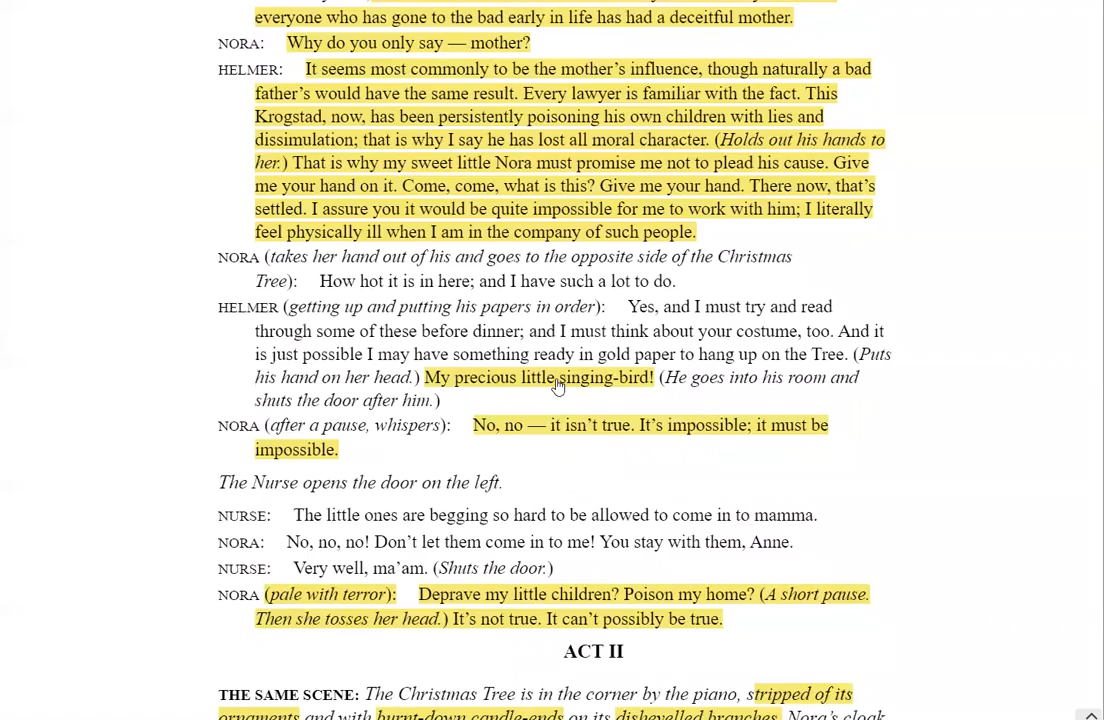 everyone who has gone to the bad early in life has had a deceitful mother.
NORA: Why do you only say — mother?
HELMER: It seems most commonly to be the mother’s influence, though naturally a bad
father’s would have the same result. Every lawyer is familiar with the fact. This
Krogstad, now, has been persistently poisoning his own children with lies and
dissimulation; that is why I say he has lost all moral character. (Holds out his hands to
her.) That is why my sweet little Nora must promise me not to plead his cause. Give
me your hand on it. Come, come, what is this? Give me your hand. There now, that’s
settled. I assure you it would be quite impossible for me to work with him; I literally
feel physically ill when I am in the company of such people.
NORA (takes her hand out of his and goes to the opposite side of the Christmas
Tree): How hot it is in here; and I have such a lot to do.
HELMER (getting up and putting his papers in order): Yes, and I must try and read
through some of these before dinner; and I must think about your costume, too. And it
is just possible I may have something ready in gold paper to hang up on the Tree. (Puts
his hand on her head.) My precious little singing-bird! (He goes into his room and
shuts the door after him.)
NORA (after a pause, whispers): No, no — it isn’t true. It’s impossible; it must be
impossible.
The Nurse opens the door on the left.
NURSE: The little ones are begging so hard to be allowed to come in to mamma.
NORA: No, no, no! Don’t let them come in to me! You stay with them, Anne.
NURSE: Very well, ma’am. (Shuts the door.)
NORA (pale with terror): Deprave my little children? Poison my home? (A short pause.
Then she tosses her head.) It’s not true. It can’t possibly be true.
ACT II
THE SAME SCENE: The Christmas Tree is in the corner by the piano, stripped of its
ornaments and with burnt-down candle-ends on its dishevelled branches. Nora’s cloak